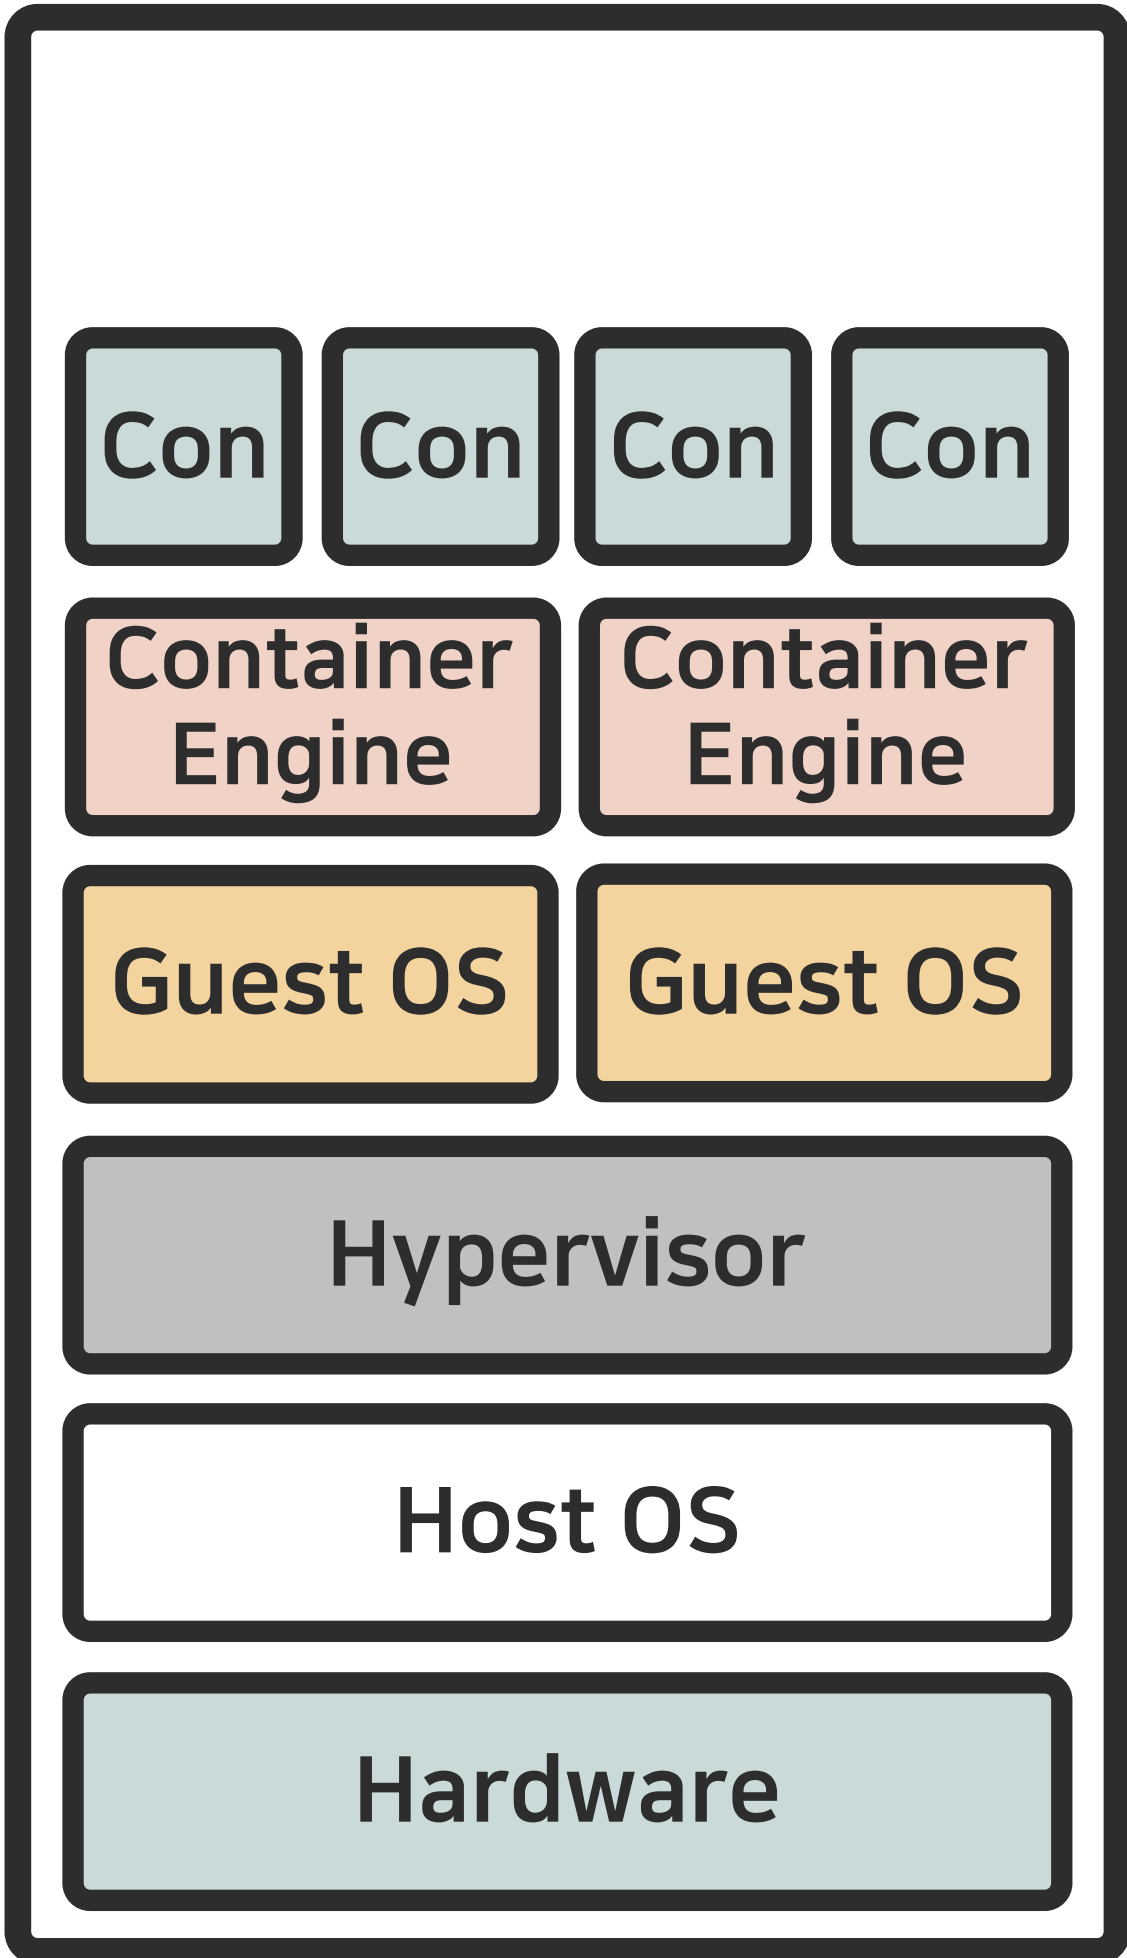 Con Con Con Con
Container Container
Engine Engine
Guest OS Guest OS
Hypervisor
Host OS
Hardware